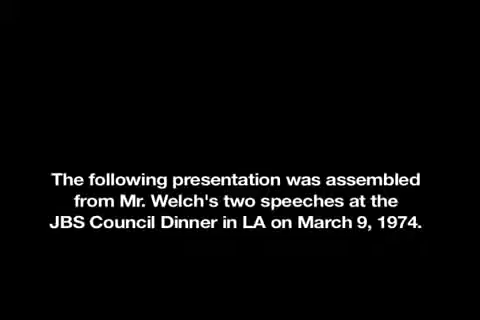 The following presentation was assembled
from Mr. Welch's two speeches at the
JBS Council Dinner in LA on March 9, 1974.